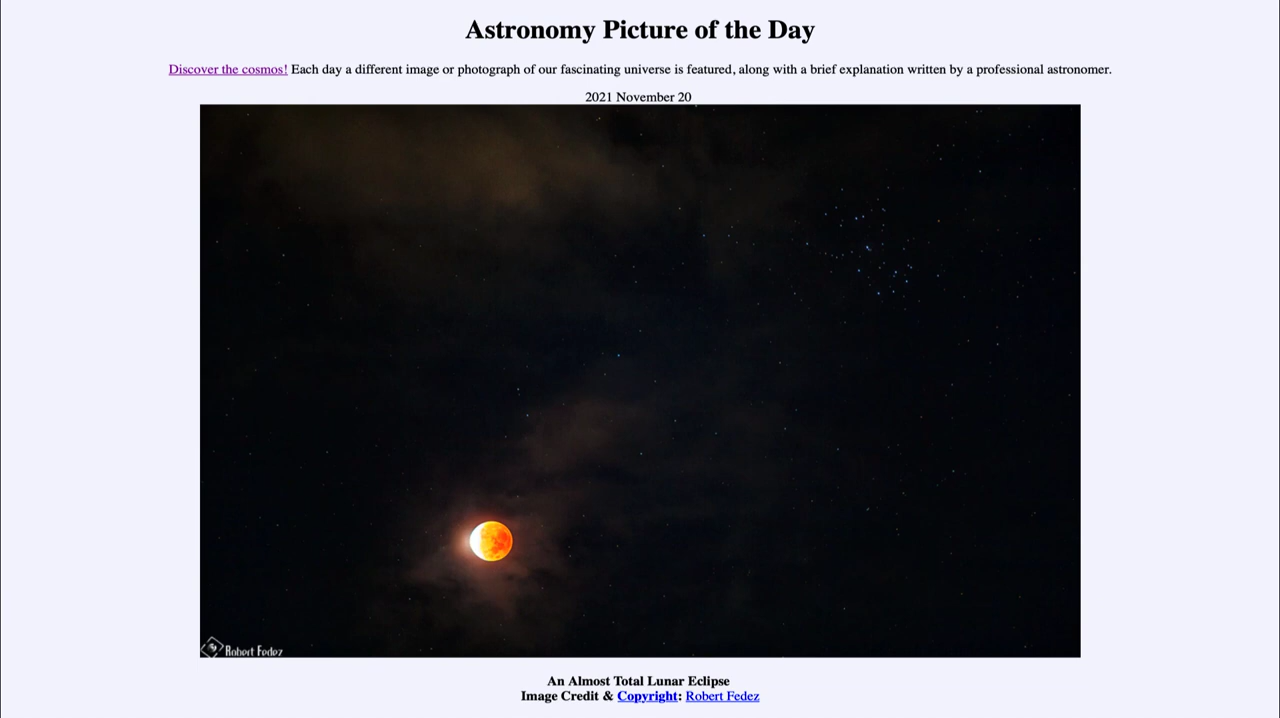 Astronomy Picture of the Day
Discover the cosmos! Each day a different image or photograph of our fascinating universe is featured, along with a brief explanation written by a professional astronomer.
2021 November 20
Robert Fedez
An Almost Total Lunar Eclipse
Image Credit & Copyright: Robert Fedez